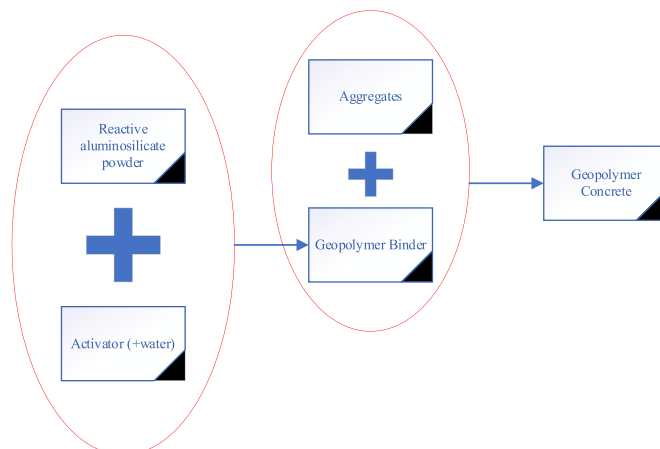 Reactive
aluminosilicate
powder
Activator (+water)
Aggregates
Geopolymer Binder
Geopolymer
Concrete